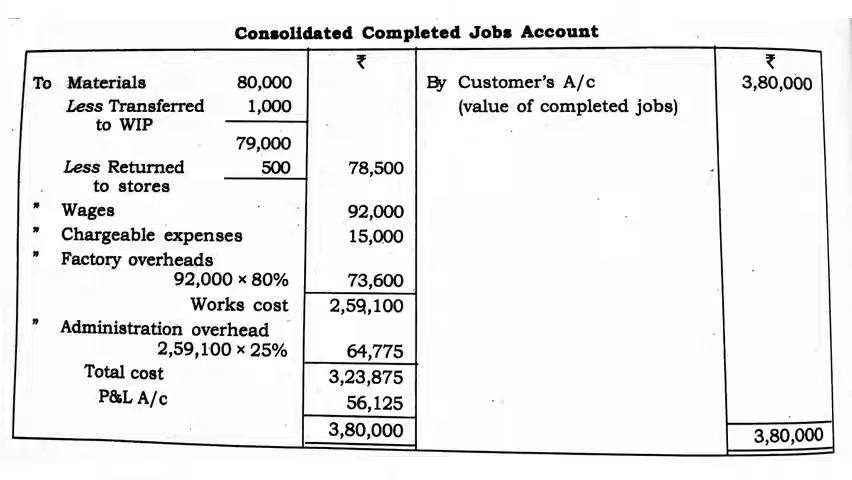 Consolidated Completed Jobs Account
₹ ₹
To Materials 80,000 By Customer's A/c 3,80,000
Less Transferred 1,000 (value of completed jobs)
to WIP
79,000
Less Returned 500 78,500
to stores
" Wages 92,000
" Chargeable expenses 15,000
" Factory overheads
92,000 × 80% 73,600
Works cost 2,59,100
" Administration overhead
2,59,100 × 25% 64,775
Total cost 3,23,875
P&L A/c 56,125
3,80,000 3,80,000